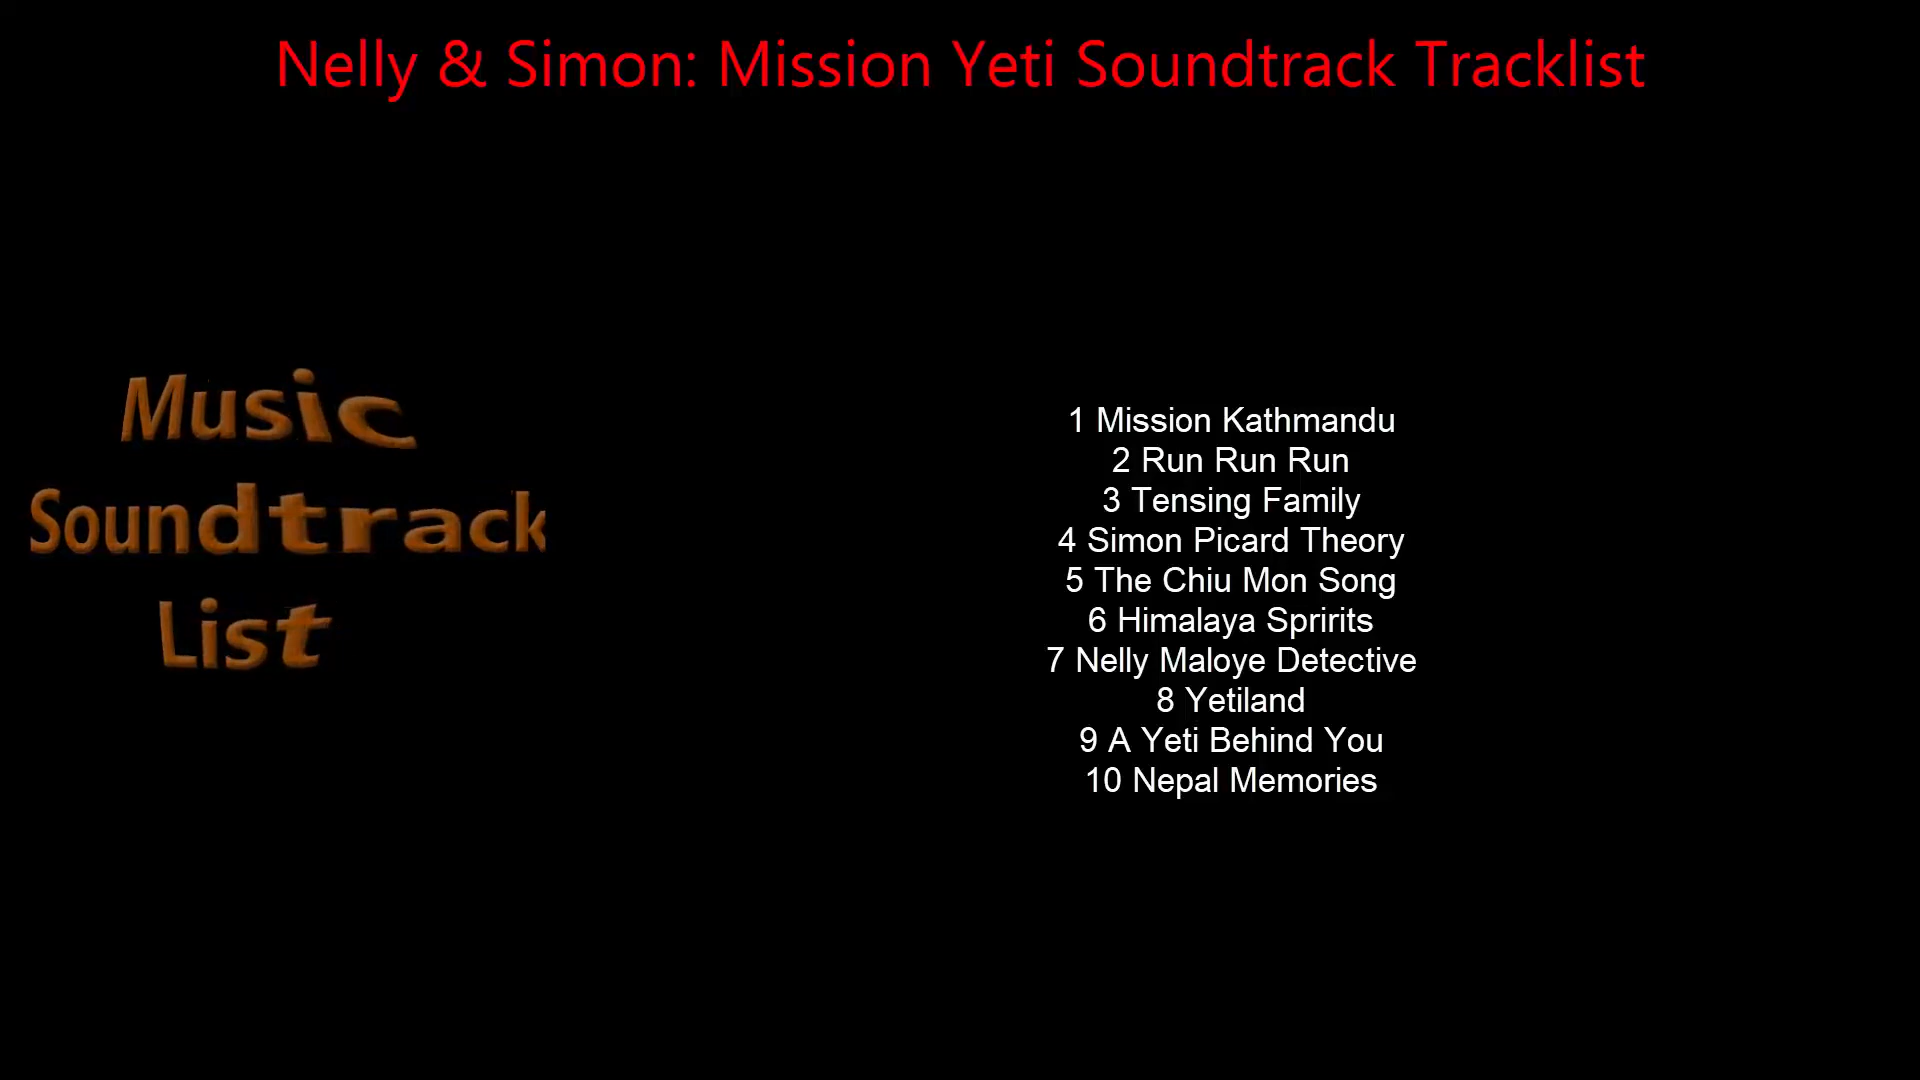 Nelly & Simon: Mission Yeti Soundtrack Tracklist
Music
Soundtrack
List
1 Mission Kathmandu
2 Run Run Run
3 Tensing Family
4 Simon Picard Theory
5 The Chiu Mon Song
6 Himalaya Spririts
7 Nelly Maloye Detective
8 Yetiland
9 A Yeti Behind You
10 Nepal Memories